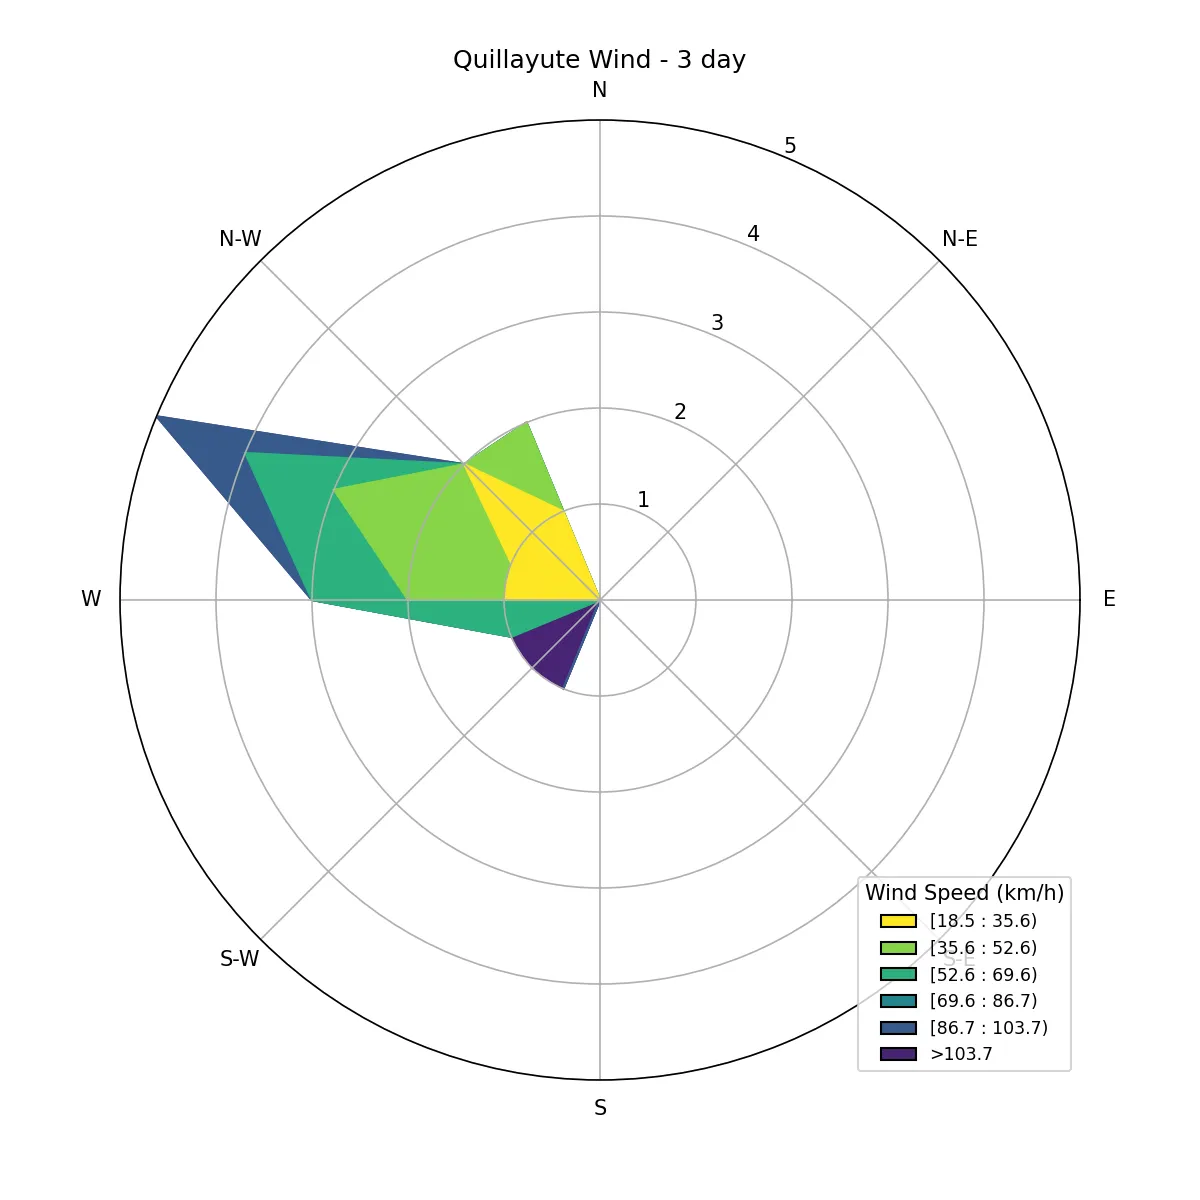 Quillayute Wind - 3 day
N
5
N-W
4
N-E
3
2
1
W
E
S-W
S-E
S
Wind Speed (km/h)
[18.5 : 35.6)
[35.6 : 52.6)
[52.6 : 69.6)
[69.6 : 86.7)
[86.7 : 103.7)
>103.7